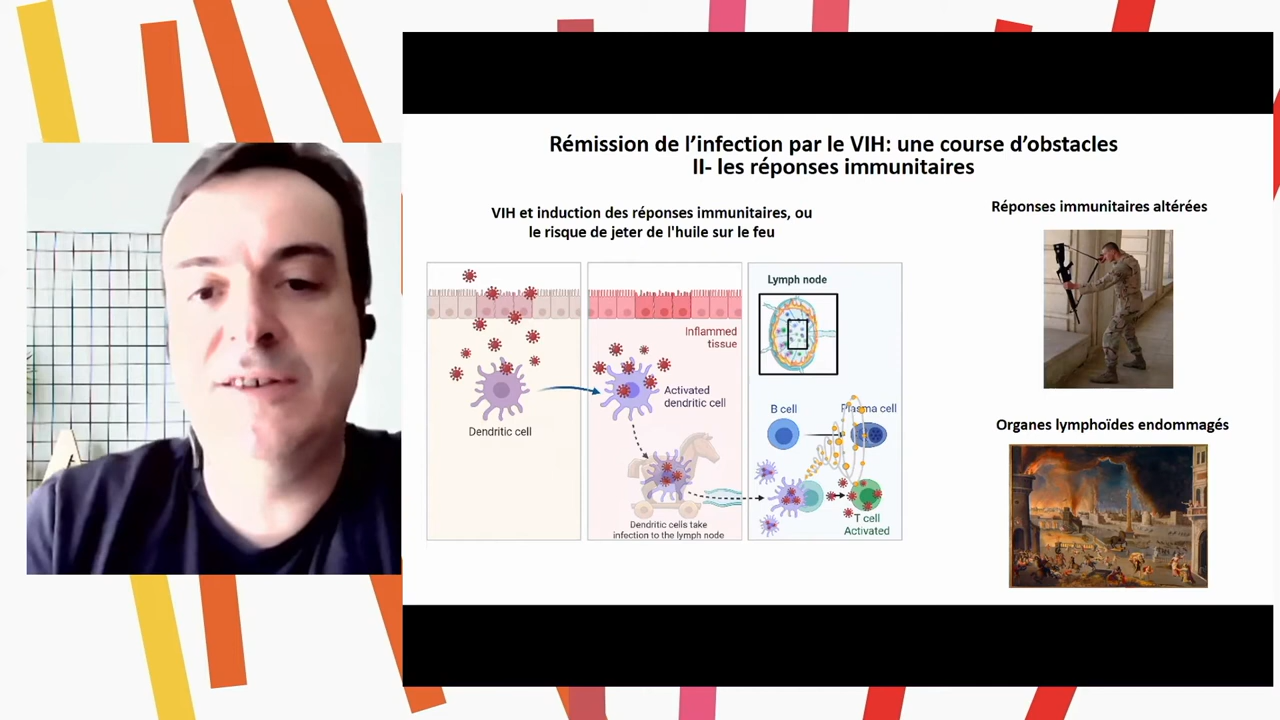 Rémission de l'infection par le VIH: une course d'obstacles
II- les réponses immunitaires
VIH et induction des réponses immunitaires, ou
le risque de jeter de l'huile sur le feu
Dendritic cell
Inflamed
tissue
Activated
dendritic cell
Dendritic cells take
infection to the lymph node
Lymph node
B cell
Plasma cell
T cell
Activated
Réponses immunitaires altérées
Organes lymphoïdes endommagés